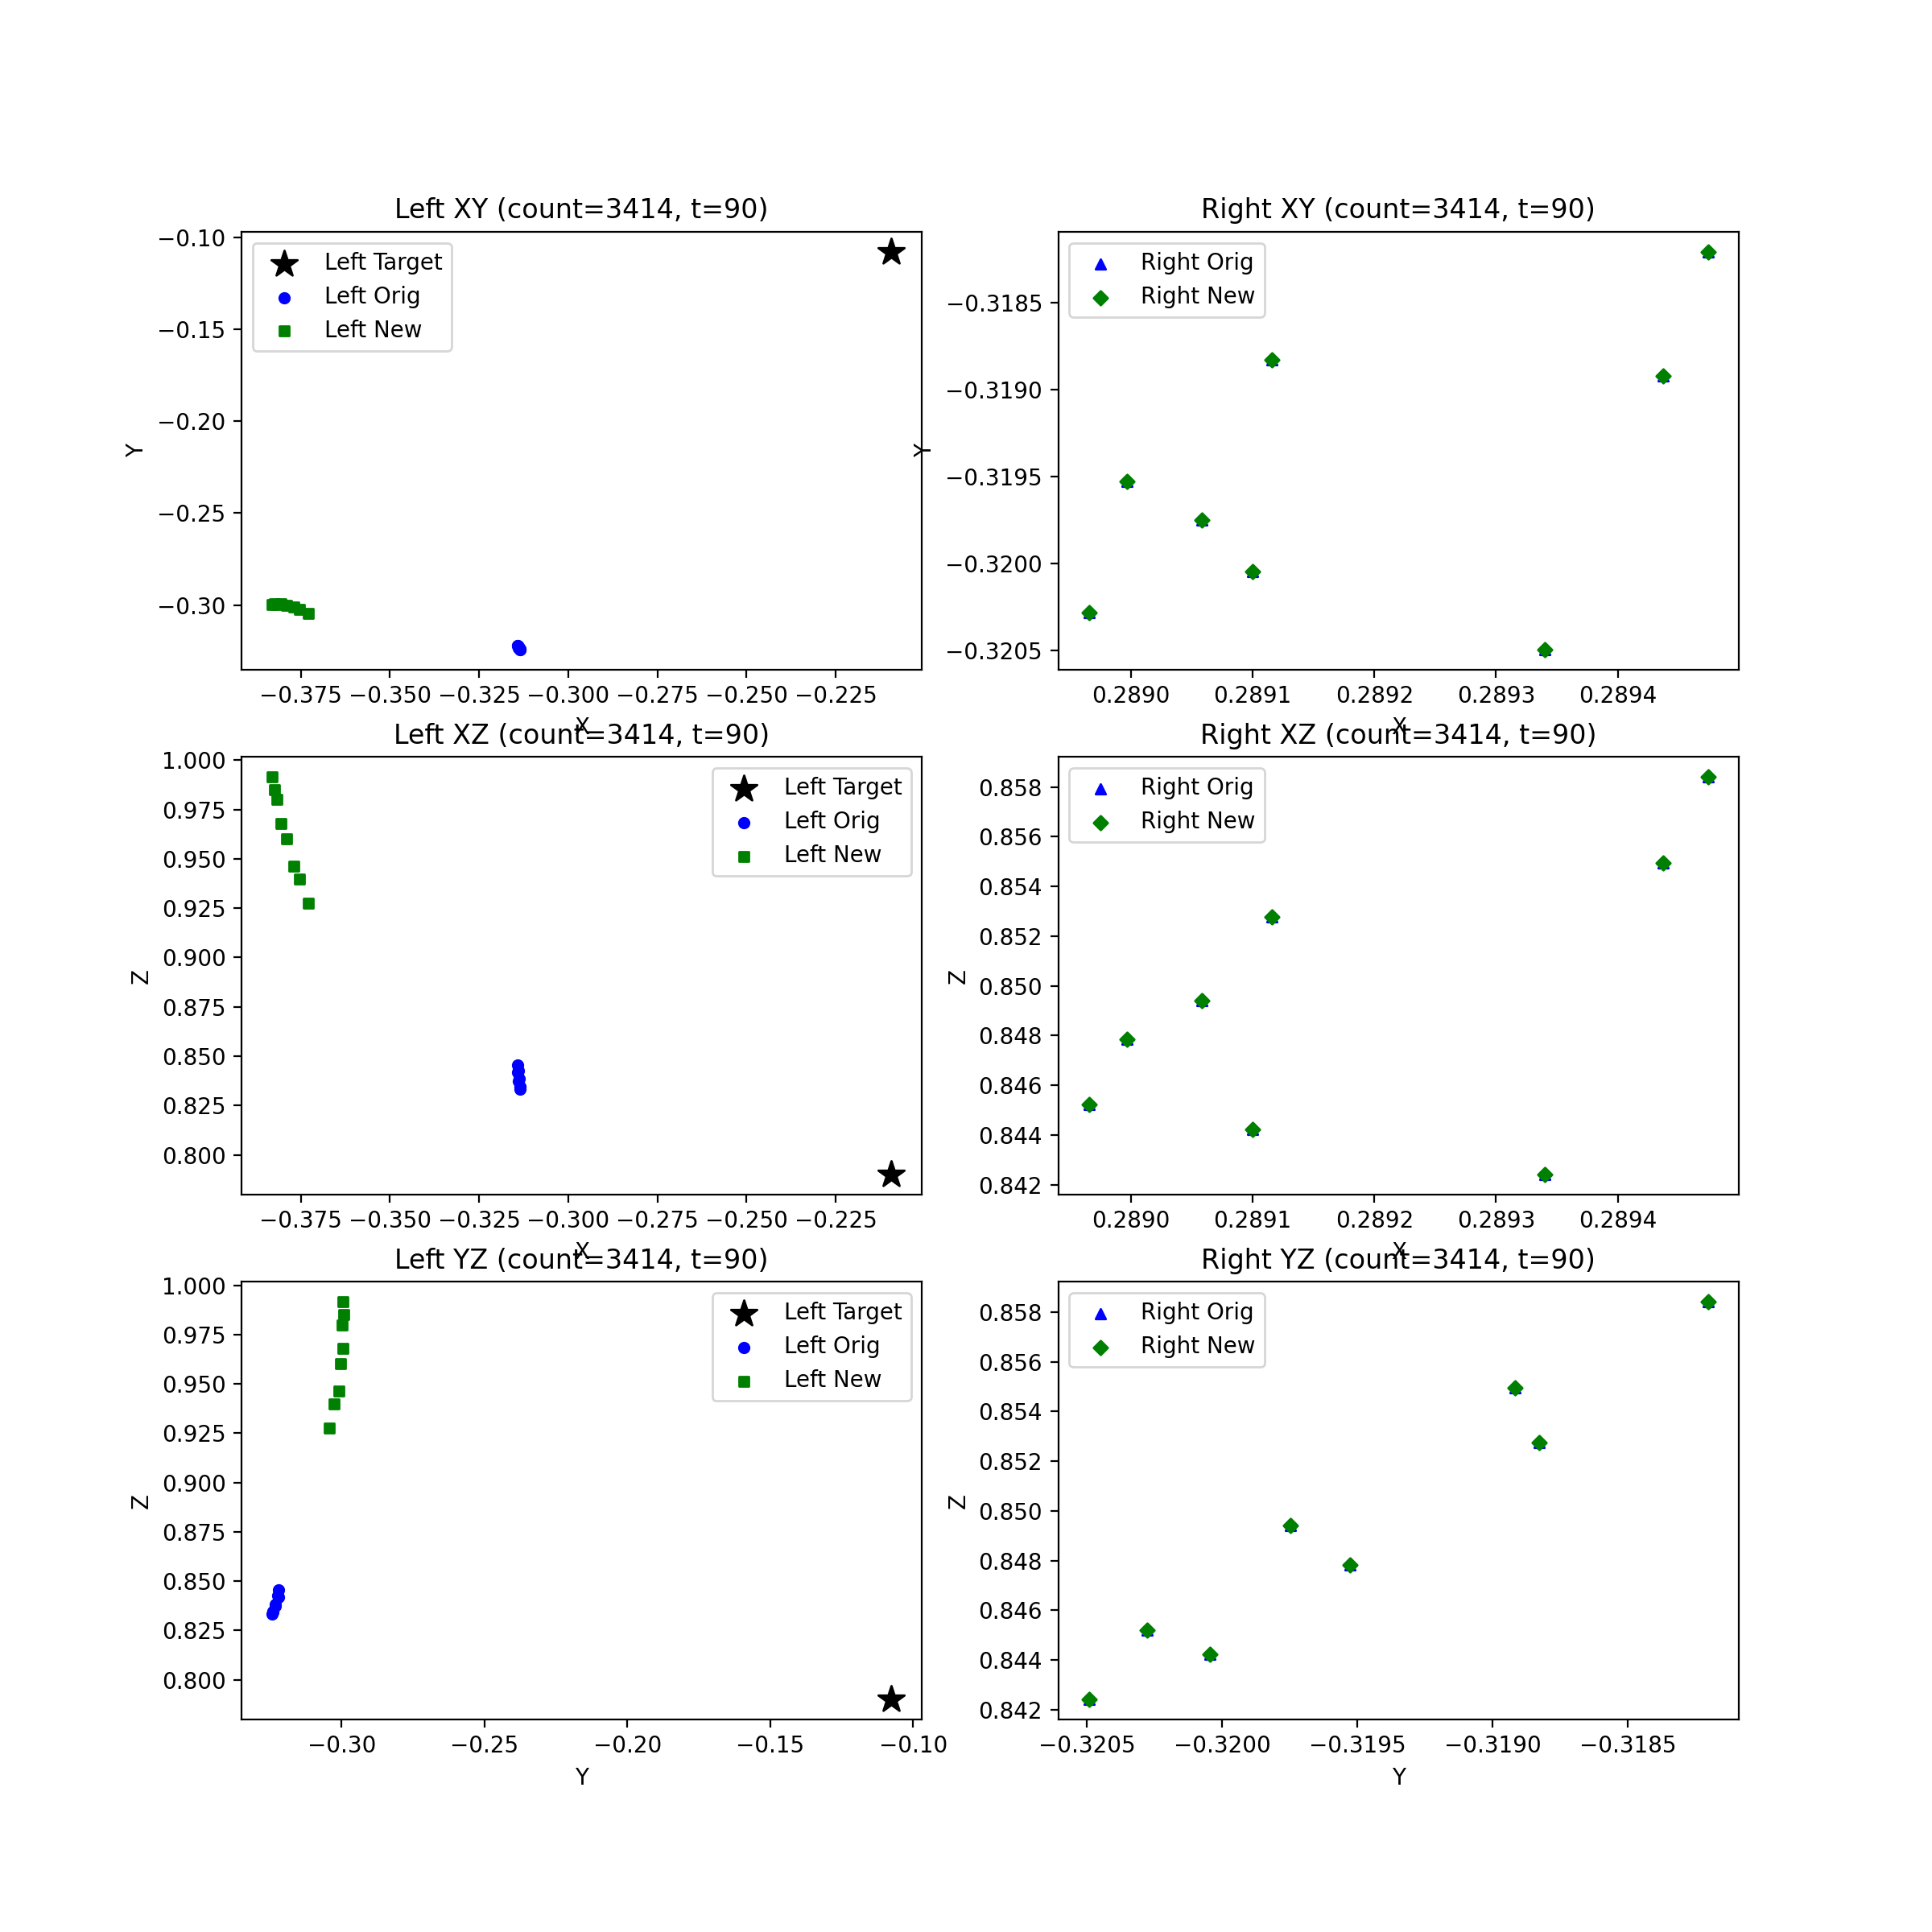 Left XY (count=3414, t=90)
Left Target
Left Orig
Left New
Y
−0.10
−0.15
−0.20
−0.25
−0.30
−0.375 −0.350 −0.325 −0.300 −0.275 −0.250 −0.225
X
Right XY (count=3414, t=90)
Right Orig
Right New
Y
−0.3185
−0.3190
−0.3195
−0.3200
−0.3205
0.2890 0.2891 0.2892 0.2893 0.2894
X
Left XZ (count=3414, t=90)
Left Target
Left Orig
Left New
Z
1.000
0.975
0.950
0.925
0.900
0.875
0.850
0.825
0.800
−0.375 −0.350 −0.325 −0.300 −0.275 −0.250 −0.225
X
Right XZ (count=3414, t=90)
Right Orig
Right New
Z
0.858
0.856
0.854
0.852
0.850
0.848
0.846
0.844
0.842
0.2890 0.2891 0.2892 0.2893 0.2894
X
Left YZ (count=3414, t=90)
Left Target
Left Orig
Left New
Z
1.000
0.975
0.950
0.925
0.900
0.875
0.850
0.825
0.800
−0.30 −0.25 −0.20 −0.15 −0.10
Y
Right YZ (count=3414, t=90)
Right Orig
Right New
Z
0.858
0.856
0.854
0.852
0.850
0.848
0.846
0.844
0.842
−0.3205 −0.3200 −0.3195 −0.3190 −0.3185
Y